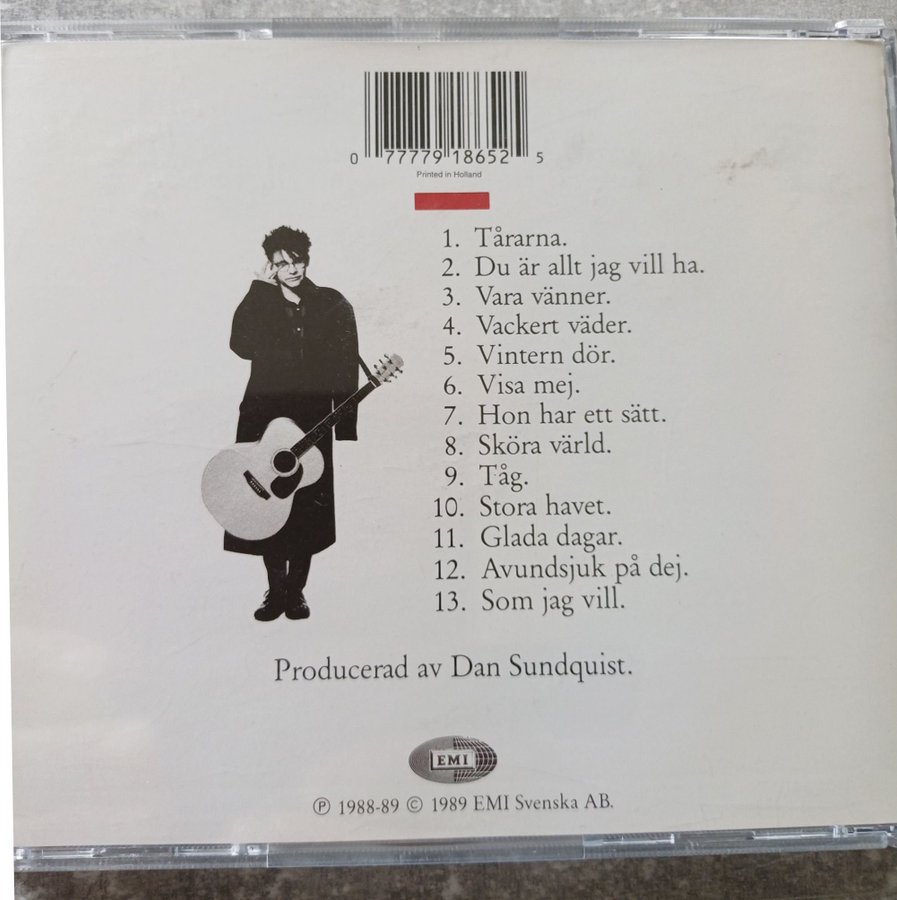 0 77779 18652 5
Printed in Holland
1. Tårarna.
2. Du är allt jag vill ha.
3. Vara vänner.
4. Vackert väder.
5. Vintern dör.
6. Visa mej.
7. Hon har ett sätt.
8. Sköra värld.
9. Tåg.
10. Stora havet.
11. Glada dagar.
12. Avundsjuk på dej.
13. Som jag vill.
Producerad av Dan Sundquist.
EMI
℗ 1988-89 © 1989 EMI Svenska AB.